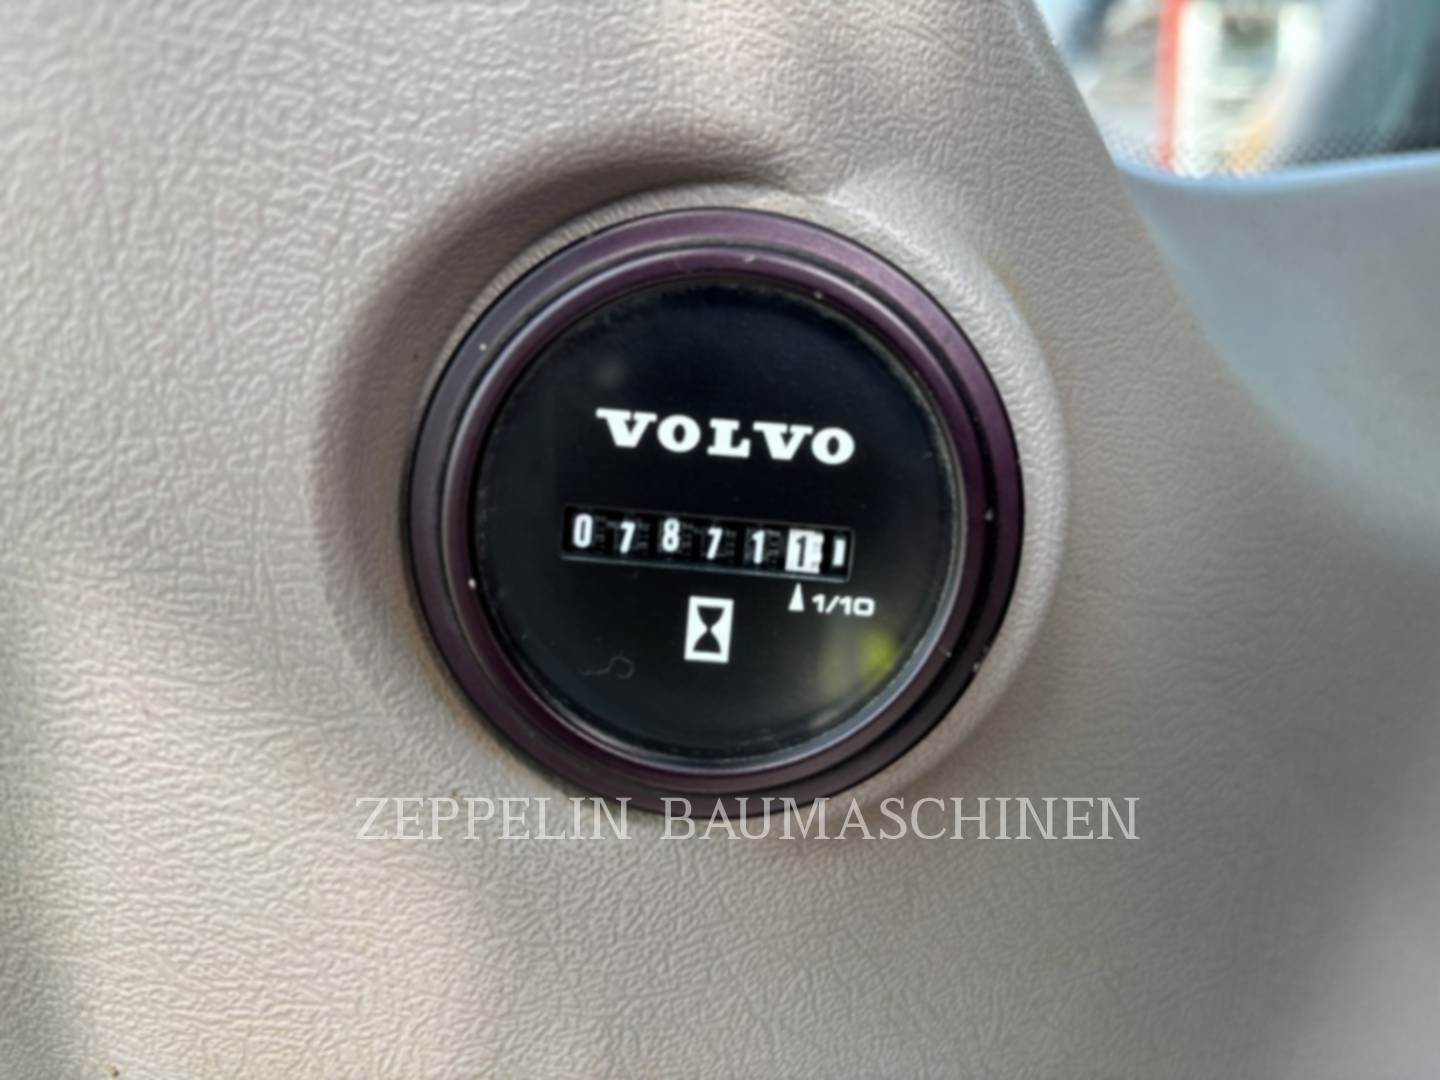 VOLVO
078711
1/10
ZEPPELIN BAUMASCHINEN